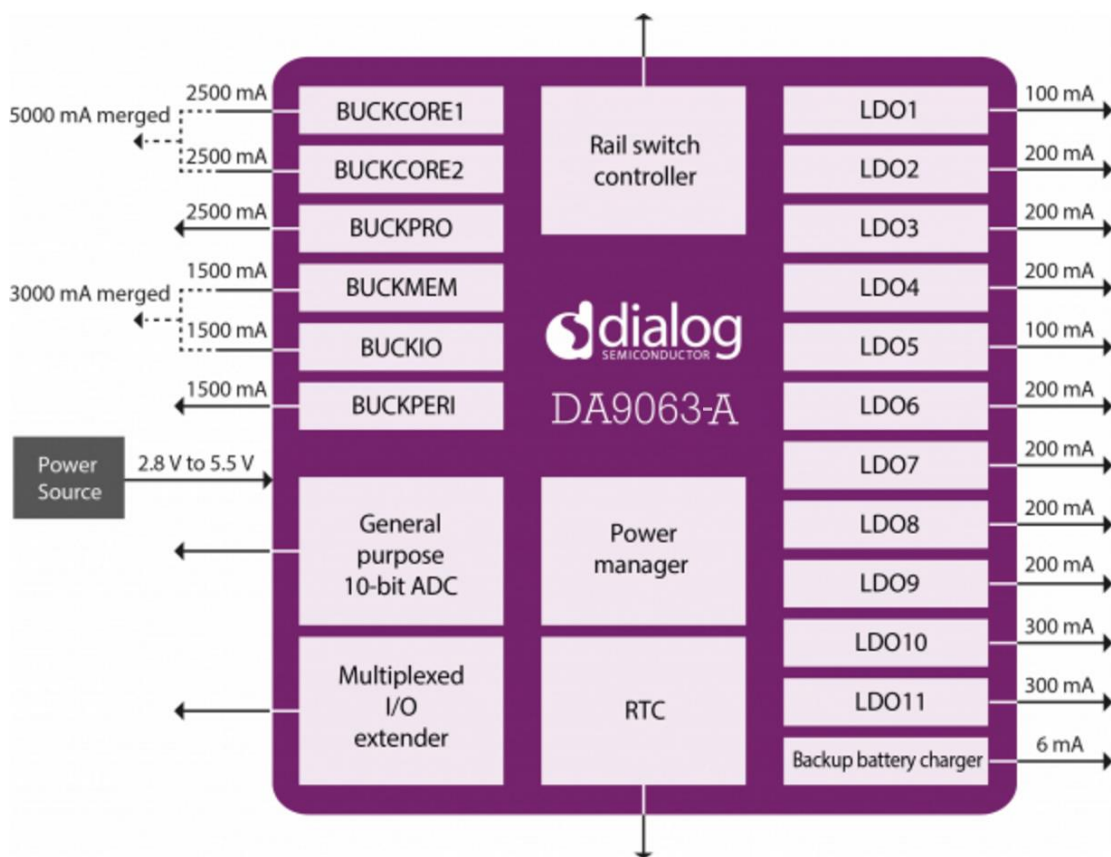 2500 mA
5000 mA merged
2500 mA
2500 mA
1500 mA
3000 mA merged
1500 mA
1500 mA
Power
Source
2.8 V to 5.5 V
BUCKCORE1
BUCKCORE2
BUCKPRO
BUCKMEM
BUCKIO
BUCKPERI
General
purpose
10-bit ADC
Multiplexed
I/O
extender
Rail switch
controller
dialog
SEMICONDUCTOR
DA9063-A
Power
manager
RTC
LDO1
100 mA
LDO2
200 mA
LDO3
200 mA
LDO4
200 mA
LDO5
100 mA
LDO6
200 mA
LDO7
200 mA
LDO8
200 mA
LDO9
200 mA
LDO10
300 mA
LDO11
300 mA
Backup battery charger
6 mA